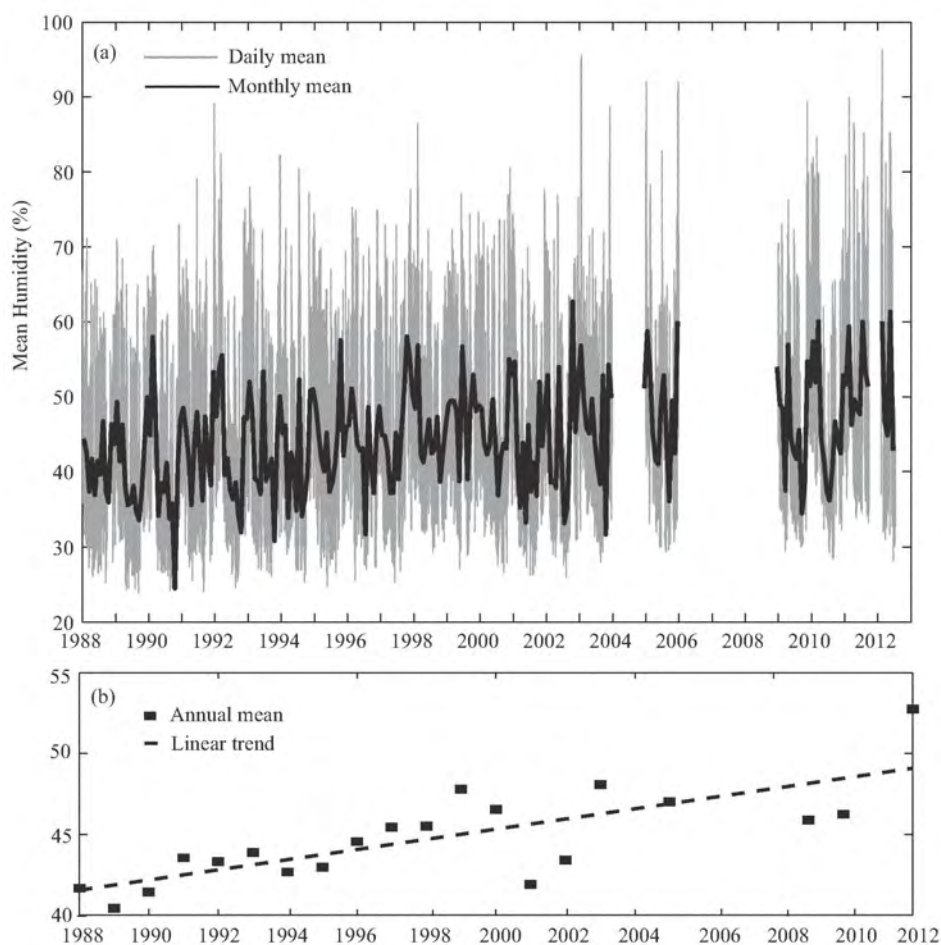 100
(a)
Daily mean
90
Monthly mean
80
70
60
50
40
30
20
Mean Humidity (%)
1988 1990 1992 1994 1996 1998 2000 2002 2004 2006 2008 2010 2012
55
(b)
Annual mean
50
Linear trend
45
40
1988 1990 1992 1994 1996 1998 2000 2002 2004 2006 2008 2010 2012